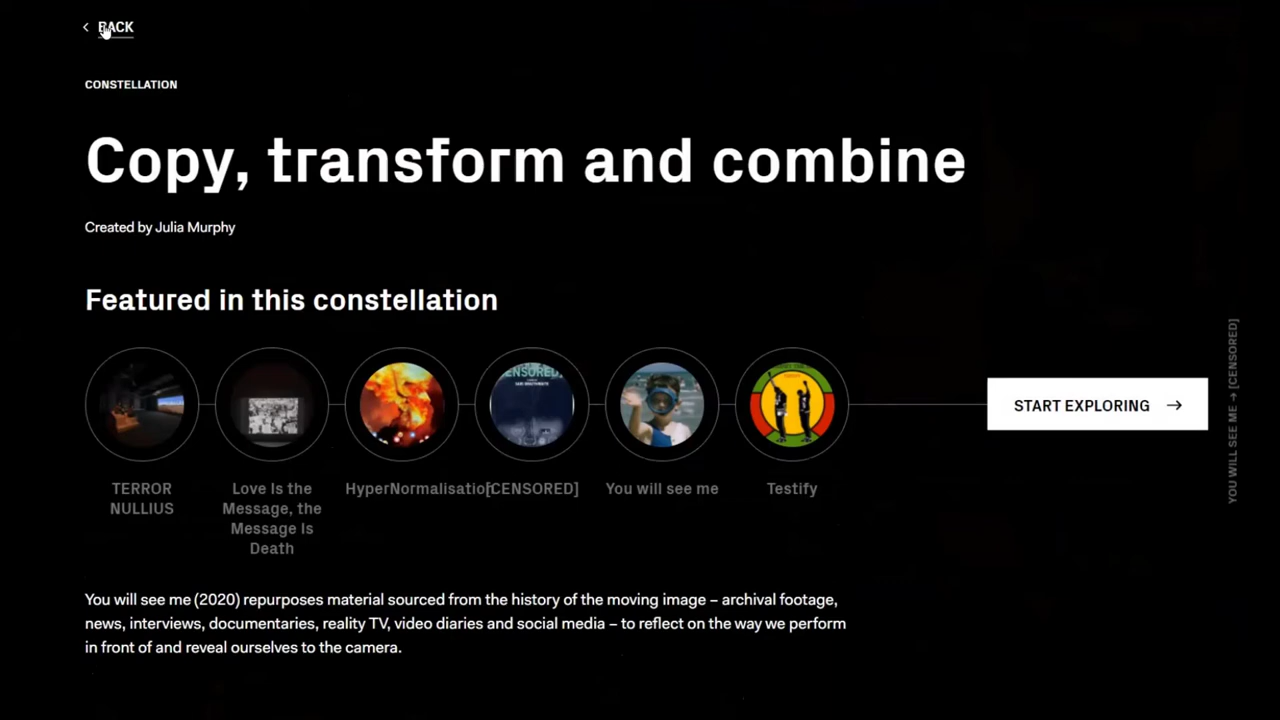 BACK
CONSTELLATION
Copy, transform and combine
Created by Julia Murphy
Featured in this constellation
START EXPLORING →
YOU WILL SEE ME → [CENSORED]
CENSORED]
TERROR
NULLIUS
Love Is the
Message, the
Message Is
Death
HyperNormalisation
[CENSORED]
You will see me
Testify
You will see me (2020) repurposes material sourced from the history of the moving image – archival footage,
news, interviews, documentaries, reality TV, video diaries and social media – to reflect on the way we perform
in front of and reveal ourselves to the camera.